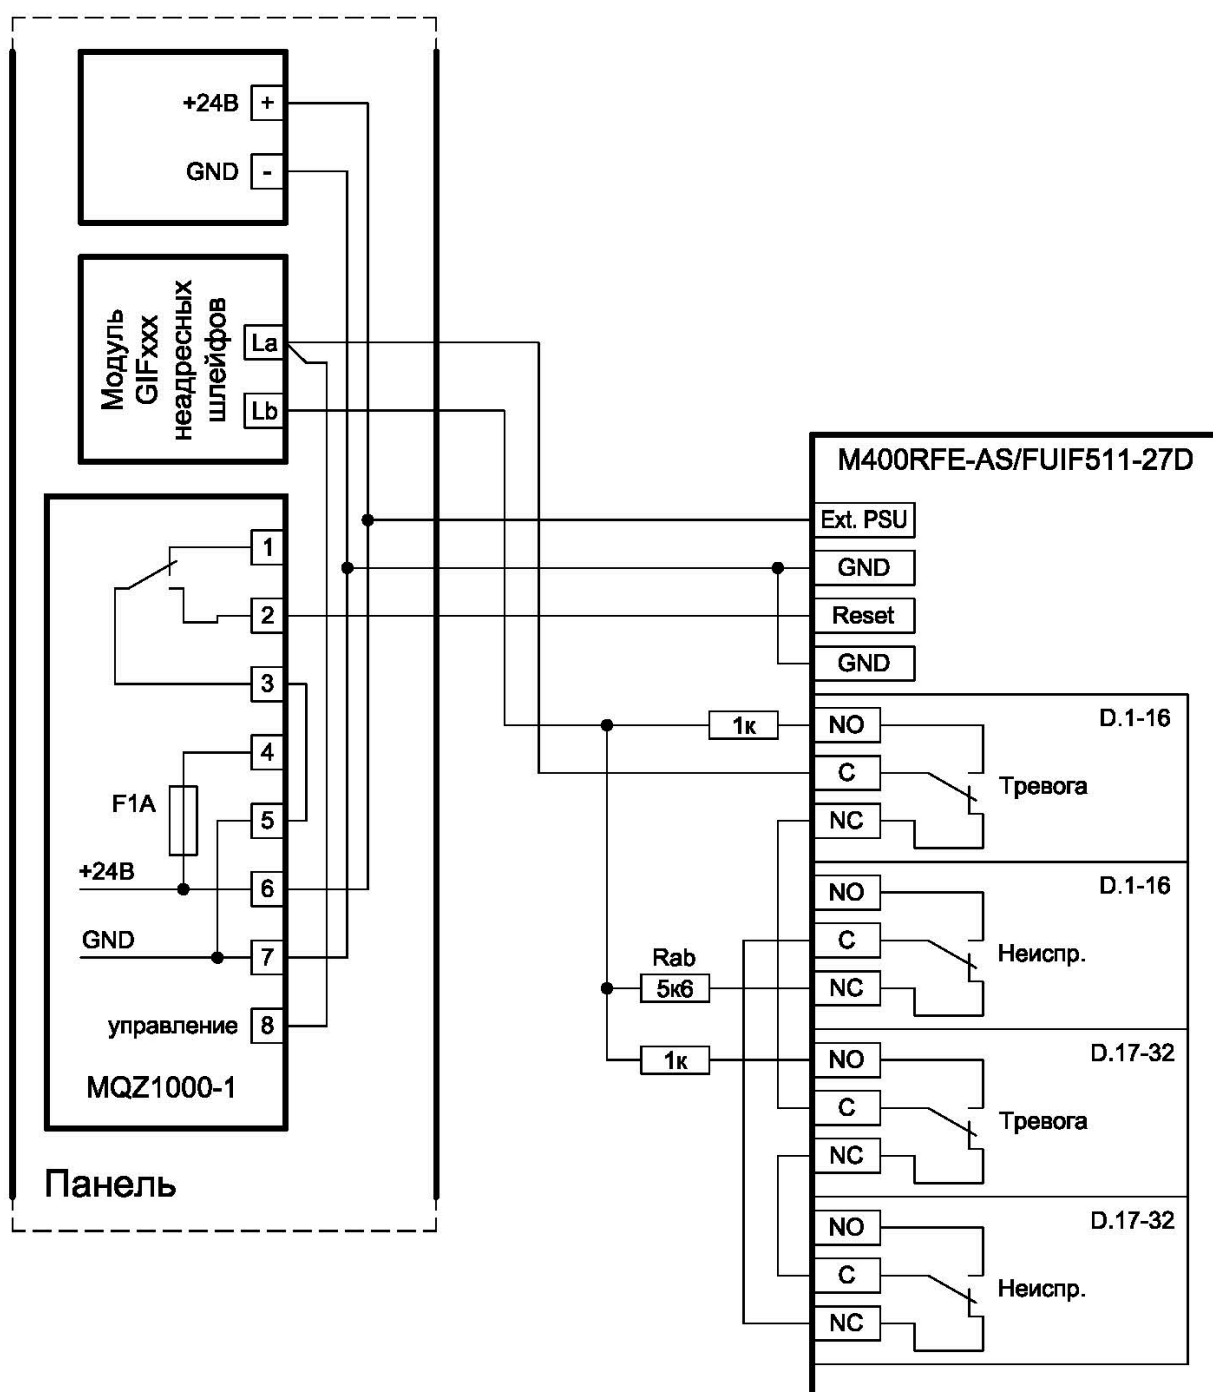 +24В +
GND -
Модуль
GIFxxx
неадресных
шлейфов
La
Lb
1
2
3
4
F1A
5
+24В
6
GND
7
управление 8
MQZ1000-1
Панель
M400RFE-AS/FUIF511-27D
Ext. PSU
GND
Reset
GND
D.1-16
1к
NO
C
Тревога
NC
D.1-16
NO
C
Неиспр.
Rab
5к6
NC
D.17-32
1к
NO
C
Тревога
NC
D.17-32
NO
C
Неиспр.
NC